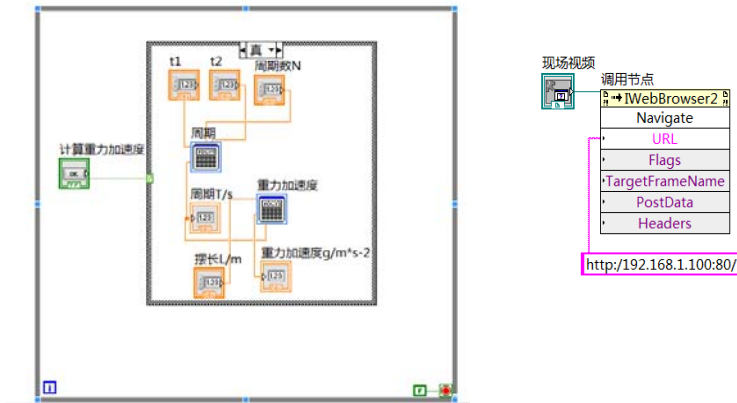 真
t1
t2
周期数N
周期
计算重力加速度
OK
周期T/s
重力加速度
摆长L/m
重力加速度g/m*s-2
i
F
现场视频
调用节点
IWebBrowser2
Navigate
URL
Flags
TargetFrameName
PostData
Headers
http:/192.168.1.100:80/